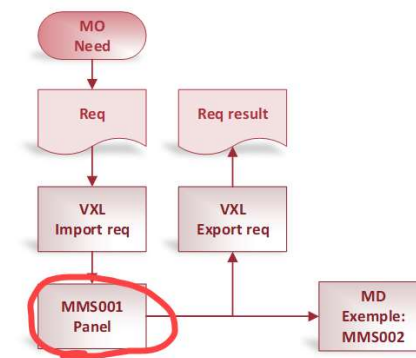 MO
Need
Req
Req result
VXL
Import req
VXL
Export req
MMS001
Panel
MD
Exemple:
MMS002